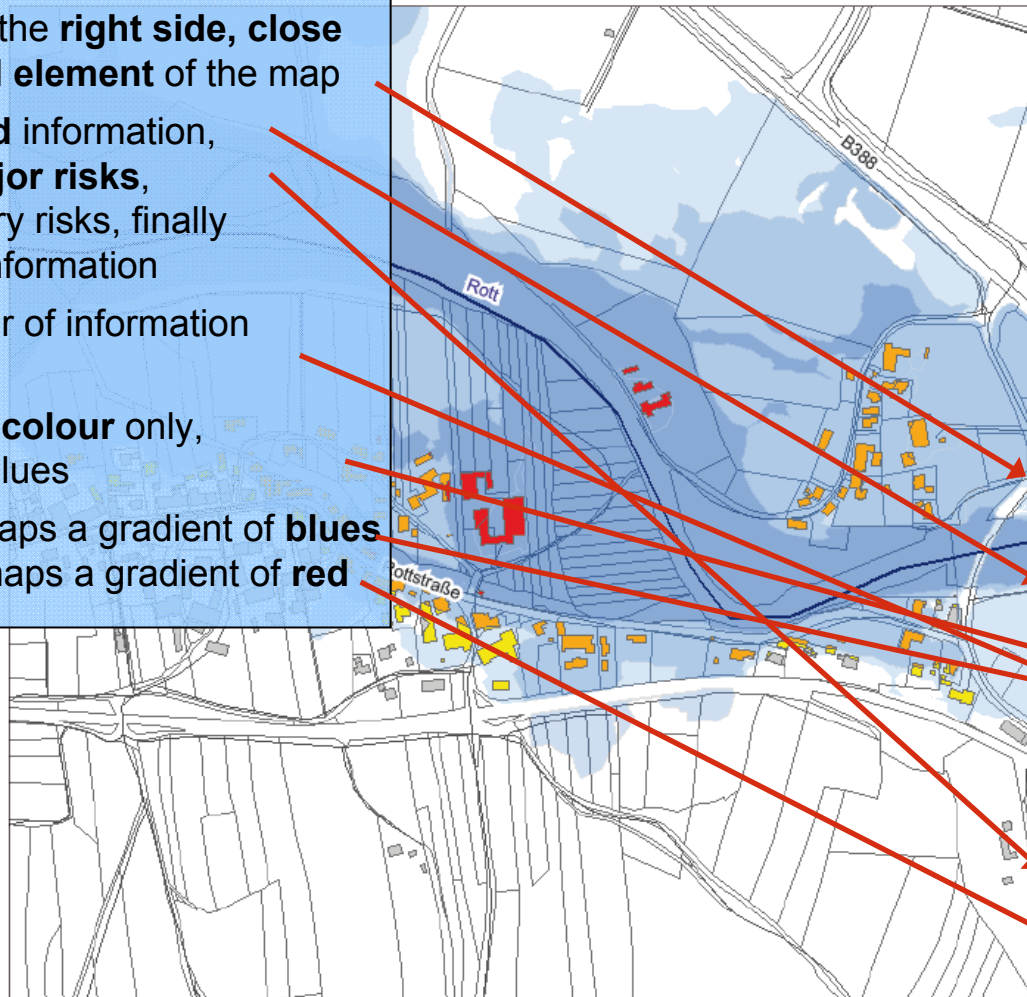 the right side, close
element of the map
information,
jor risks,
ry risks, finally
formation
r of information
colour only,
lues
aps a gradient of blues
aps a gradient of red
B388
Rott
Rottstraße